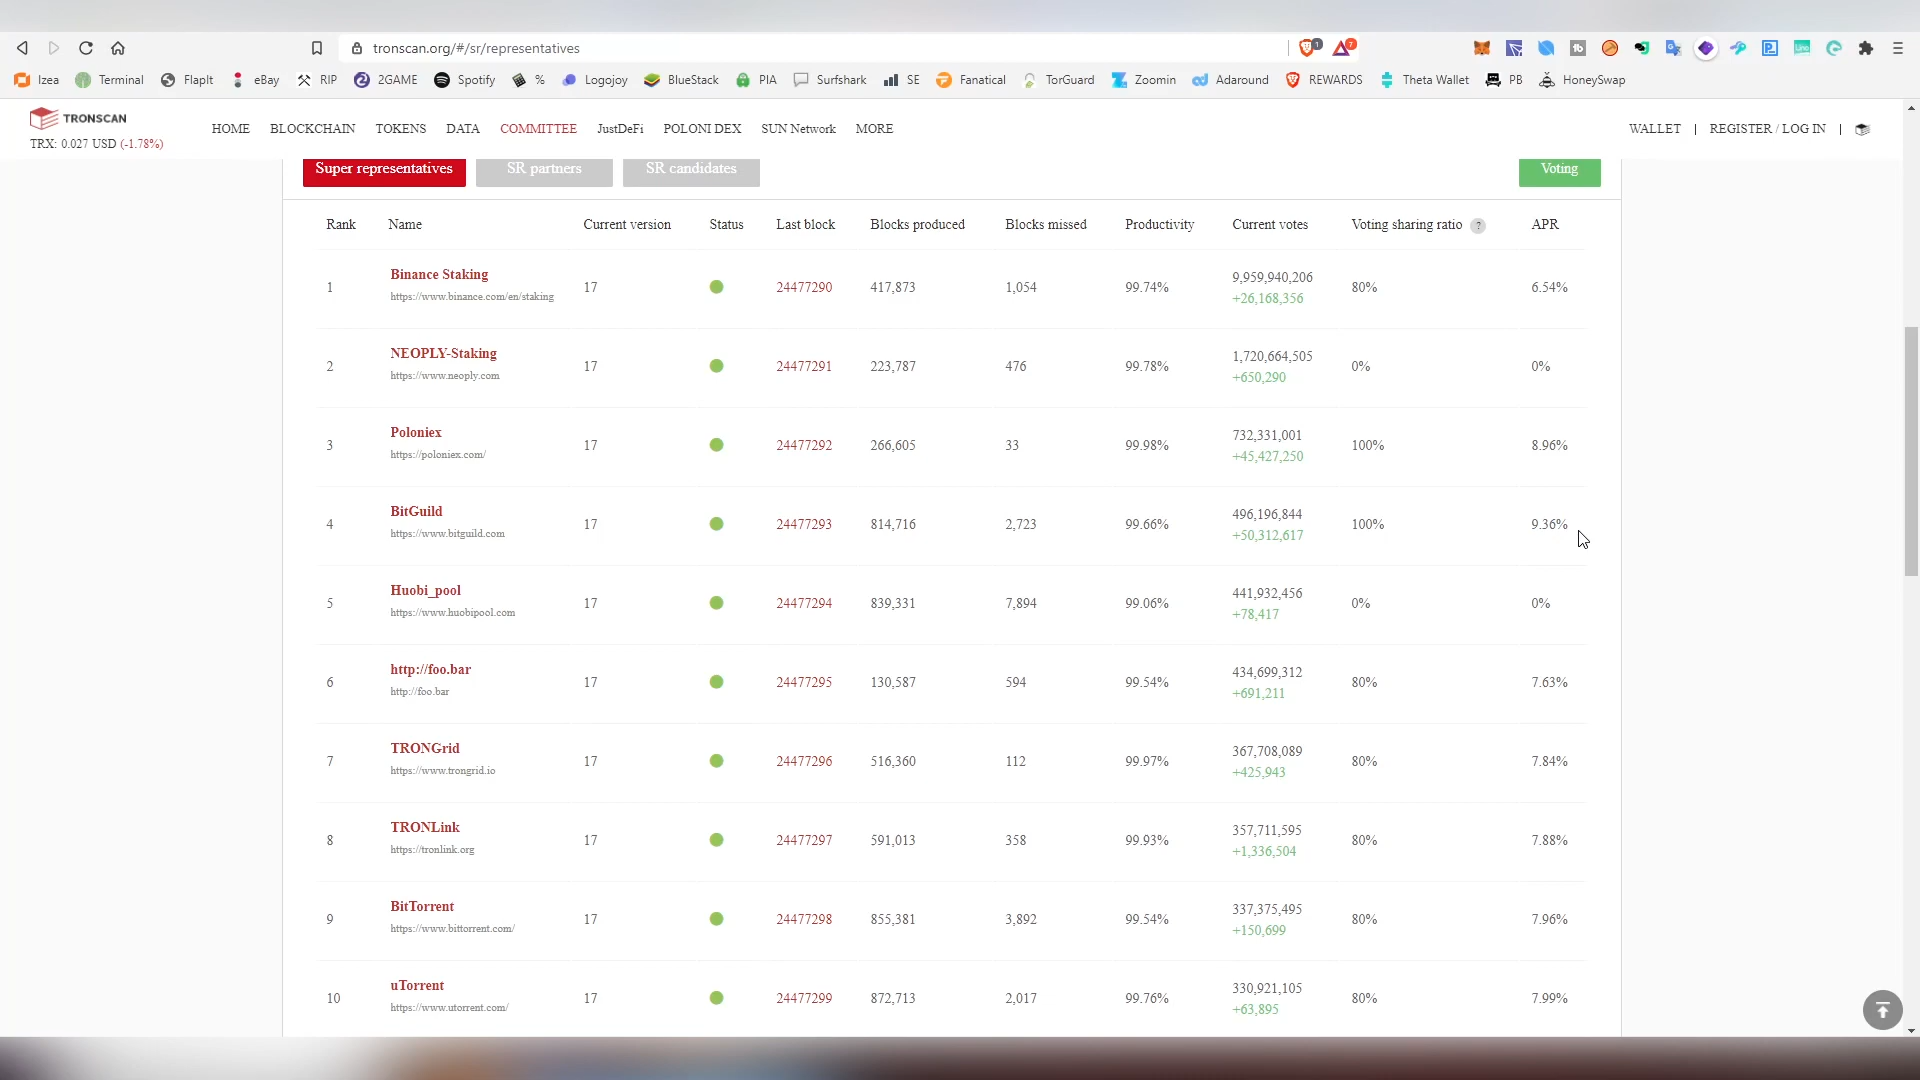 tronscan.org/#/sr/representatives
1
7
Izea Terminal FlapIt eBay RIP 2GAME Spotify % Logojoy BlueStack PIA Surfshark SE Fanatical TorGuard Zoomin Adaround REWARDS Theta Wallet PB HoneySwap
TRONSCAN
TRX: 0.027 USD (-1.78%)
HOME BLOCKCHAIN TOKENS DATA COMMITTEE JustDeFi POLONI DEX SUN Network MORE
WALLET | REGISTER / LOG IN |
Super representatives SR partners SR candidates Voting
Rank Name Current version Status Last block Blocks produced Blocks missed Productivity Current votes Voting sharing ratio ? APR
1 Binance Staking 17 24477290 417,873 1,054 99.74% 9,959,940,206 80% 6.54%
https://www.binance.com/en/staking +26,168,356
2 NEOPLY-Staking 17 24477291 223,787 476 99.78% 1,720,664,505 0% 0%
https://www.neoply.com +650,290
3 Poloniex 17 24477292 266,605 33 99.98% 732,331,001 100% 8.96%
https://poloniex.com/ +45,427,250
4 BitGuild 17 24477293 814,716 2,723 99.66% 496,196,844 100% 9.36%
https://www.bitguild.com +50,312,617
5 Huobi_pool 17 24477294 839,331 7,894 99.06% 441,932,456 0% 0%
https://www.huobipool.com +78,417
6 http://foo.bar 17 24477295 130,587 594 99.54% 434,699,312 80% 7.63%
http://foo.bar +691,211
7 TRONGrid 17 24477296 516,360 112 99.97% 367,708,089 80% 7.84%
https://www.trongrid.io +425,943
8 TRONLink 17 24477297 591,013 358 99.93% 357,711,595 80% 7.88%
https://tronlink.org +1,336,504
9 BitTorrent 17 24477298 855,381 3,892 99.54% 337,375,495 80% 7.96%
https://www.bittorrent.com/ +150,699
10 uTorrent 17 24477299 872,713 2,017 99.76% 330,921,105 80% 7.99%
https://www.utorrent.com/ +63,895